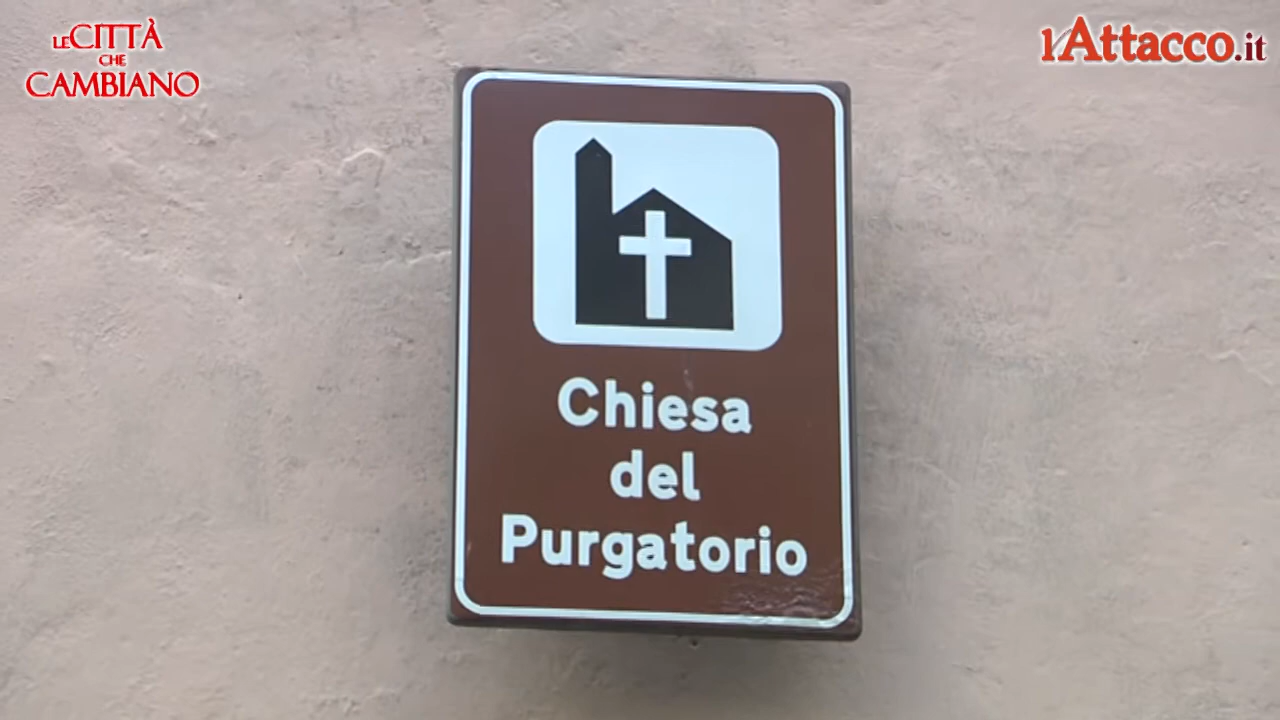 LE CITTÀ
CHE
CAMBIANO
lAttacco.it
Chiesa
del
Purgatorio